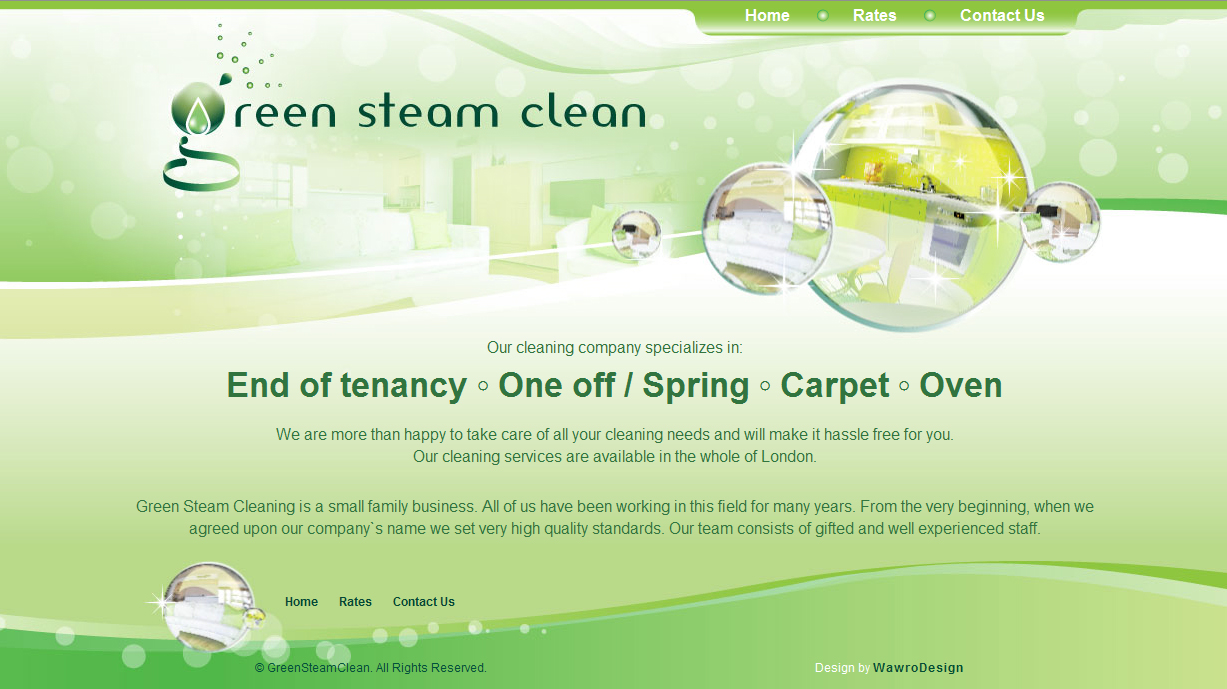 Home Rates Contact Us
green steam clean
Our cleaning company specializes in:
End of tenancy ◦ One off / Spring ◦ Carpet ◦ Oven
We are more than happy to take care of all your cleaning needs and will make it hassle free for you.
Our cleaning services are available in the whole of London.
Green Steam Cleaning is a small family business. All of us have been working in this field for many years. From the very beginning, when we
agreed upon our company`s name we set very high quality standards. Our team consists of gifted and well experienced staff.
Home Rates Contact Us
© GreenSteamClean. All Rights Reserved. Design by WawroDesign